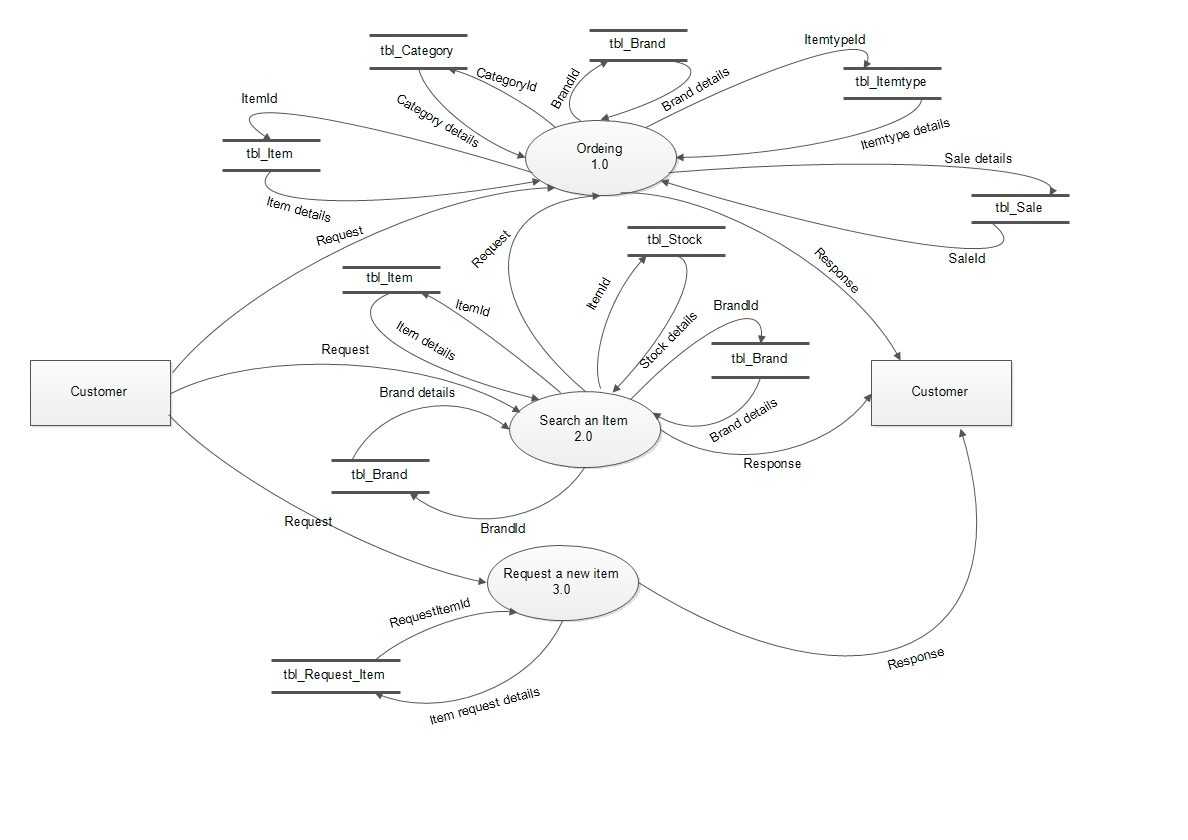 ItemtypeId
tbl_Brand
tbl_Category
CategoryId
BrandId
Brand details
tbl_Itemtype
ItemId
Category details
Itemtype details
tbl_Item
Ordeing
1.0
Sale details
Item details
tbl_Sale
Request
Request
tbl_Stock
SaleId
Response
tbl_Item
ItemId
ItemId
BrandId
Item details
Stock details
Request
tbl_Brand
Customer
Brand details
Search an Item
2.0
Brand details
Customer
Response
tbl_Brand
Request
BrandId
Request a new item
3.0
RequestItemId
Response
tbl_Request_Item
Item request details